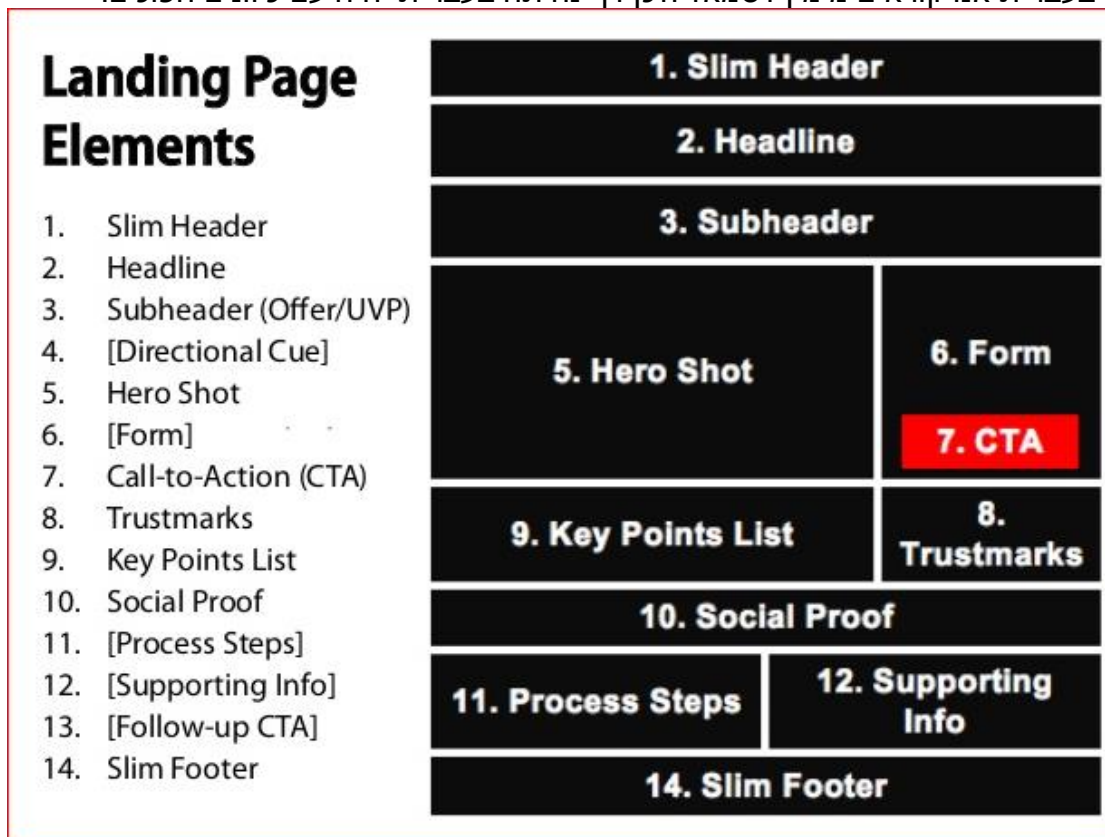 Landing Page
Elements
1. Slim Header
2. Headline
3. Subheader (Offer/UVP)
4. [Directional Cue]
5. Hero Shot
6. [Form]
7. Call-to-Action (CTA)
8. Trustmarks
9. Key Points List
10. Social Proof
11. [Process Steps]
12. [Supporting Info]
13. [Follow-up CTA]
14. Slim Footer
1. Slim Header
2. Headline
3. Subheader
5. Hero Shot
6. Form
7. CTA
9. Key Points List
8.
Trustmarks
10. Social Proof
11. Process Steps
12. Supporting
Info
14. Slim Footer